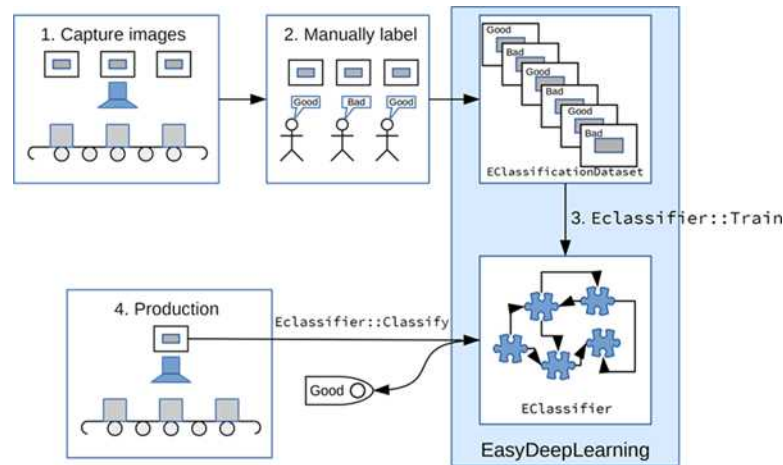 1. Capture images
2. Manually label
Good
Bad
Good
Good
Bad
Good
Bad
Good
Bad
EClassificationDataset
3. Eclassifier::Train
4. Production
Eclassifier::Classify
Good
EClassifier
EasyDeepLearning